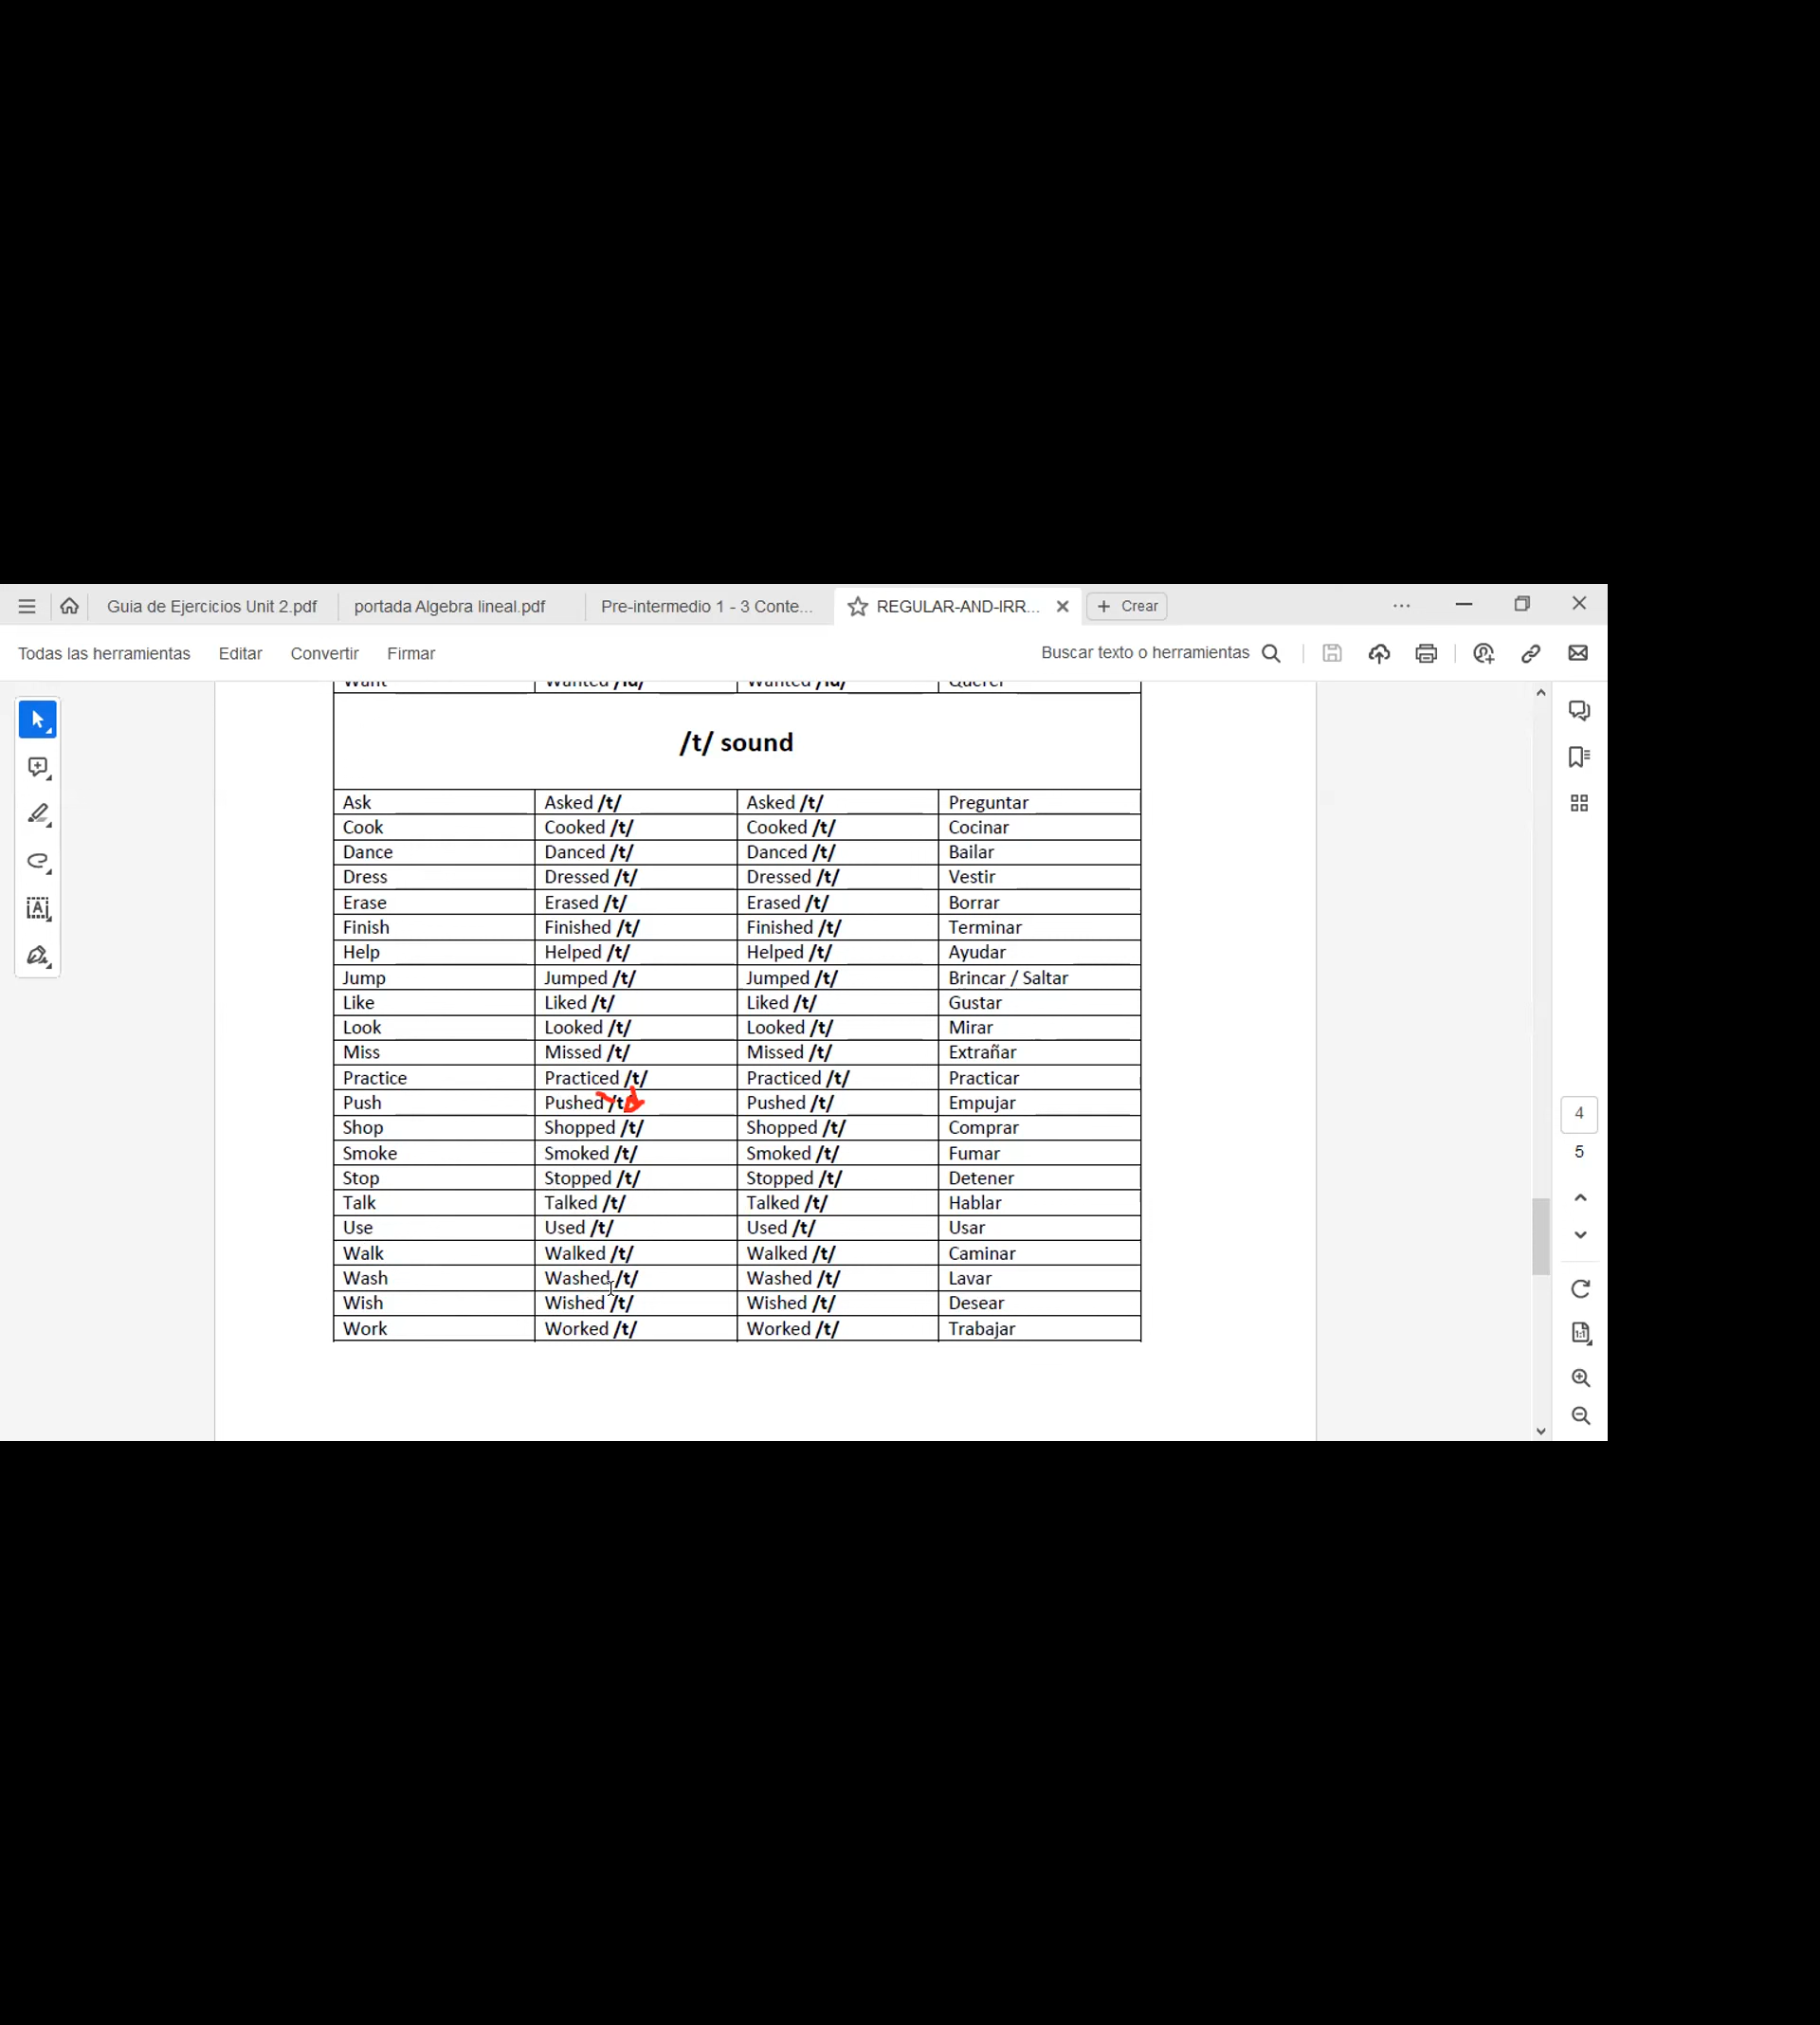 Guia de Ejercicios Unit 2.pdf portada Algebra lineal.pdf Pre-intermedio 1 - 3 Conte... REGULAR-AND-IRR... Crear
Todas las herramientas Editar Convertir Firmar Buscar texto o herramientas
Want Wanted /id/ Wanted /id/ Querer
/t/ sound
Ask Asked /t/ Asked /t/ Preguntar
Cook Cooked /t/ Cooked /t/ Cocinar
Dance Danced /t/ Danced /t/ Bailar
Dress Dressed /t/ Dressed /t/ Vestir
Erase Erased /t/ Erased /t/ Borrar
Finish Finished /t/ Finished /t/ Terminar
Help Helped /t/ Helped /t/ Ayudar
Jump Jumped /t/ Jumped /t/ Brincar / Saltar
Like Liked /t/ Liked /t/ Gustar
Look Looked /t/ Looked /t/ Mirar
Miss Missed /t/ Missed /t/ Extrañar
Practice Practiced /t/ Practiced /t/ Practicar
Push Pushed /t Pushed /t/ Empujar
4
Shop Shopped /t/ Shopped /t/ Comprar
Smoke Smoked /t/ Smoked /t/ Fumar
5
Stop Stopped /t/ Stopped /t/ Detener
Talk Talked /t/ Talked /t/ Hablar
Use Used /t/ Used /t/ Usar
Walk Walked /t/ Walked /t/ Caminar
Wash Washed /t/ Washed /t/ Lavar
Wish Wished /t/ Wished /t/ Desear
Work Worked /t/ Worked /t/ Trabajar